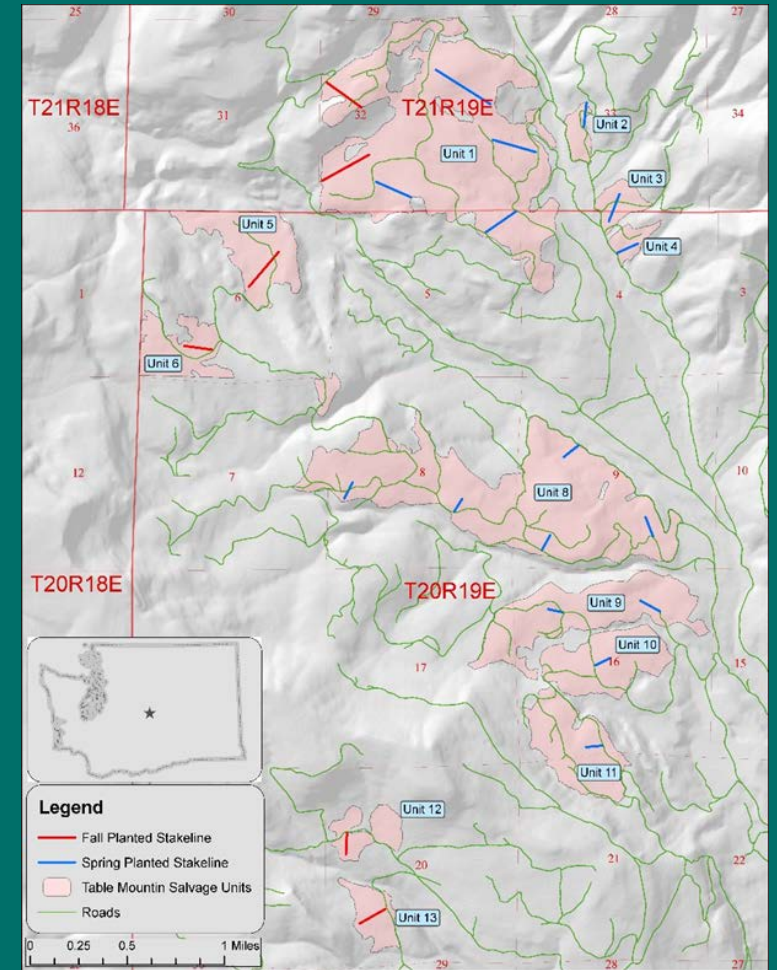 25
30
29
28
27
T21R18E
T21R19E
36
31
32
33
34
Unit 2
Unit 1
Unit 3
Unit 5
Unit 4
1
6
5
4
3
Unit 6
12
7
8
9
10
Unit 8
T20R18E
T20R19E
Unit 9
Unit 10
17
16
15
Unit 11
Legend
Fall Planted Stakeline
Spring Planted Stakeline
Table Mountin Salvage Units
Roads
0 0.25 0.5 1 Miles
Unit 12
20
21
22
Unit 13
28
27